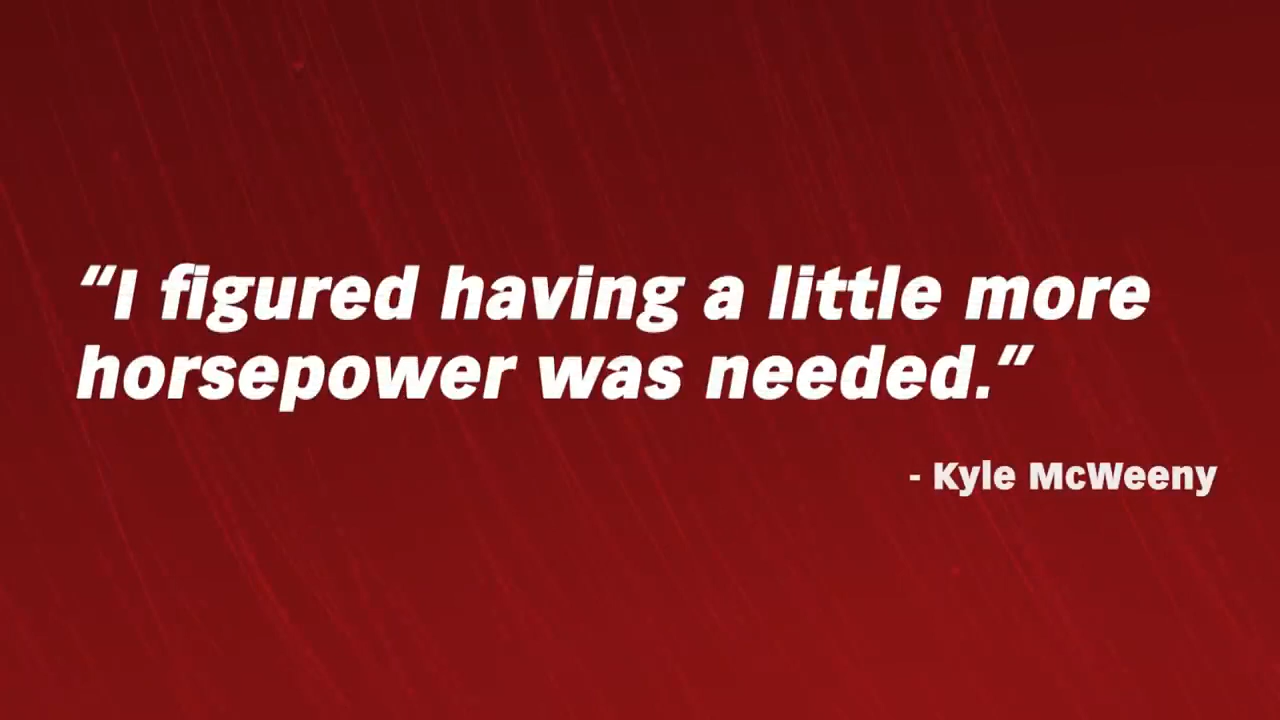 “I figured having a little more
horsepower was needed.”
- Kyle McWeeny